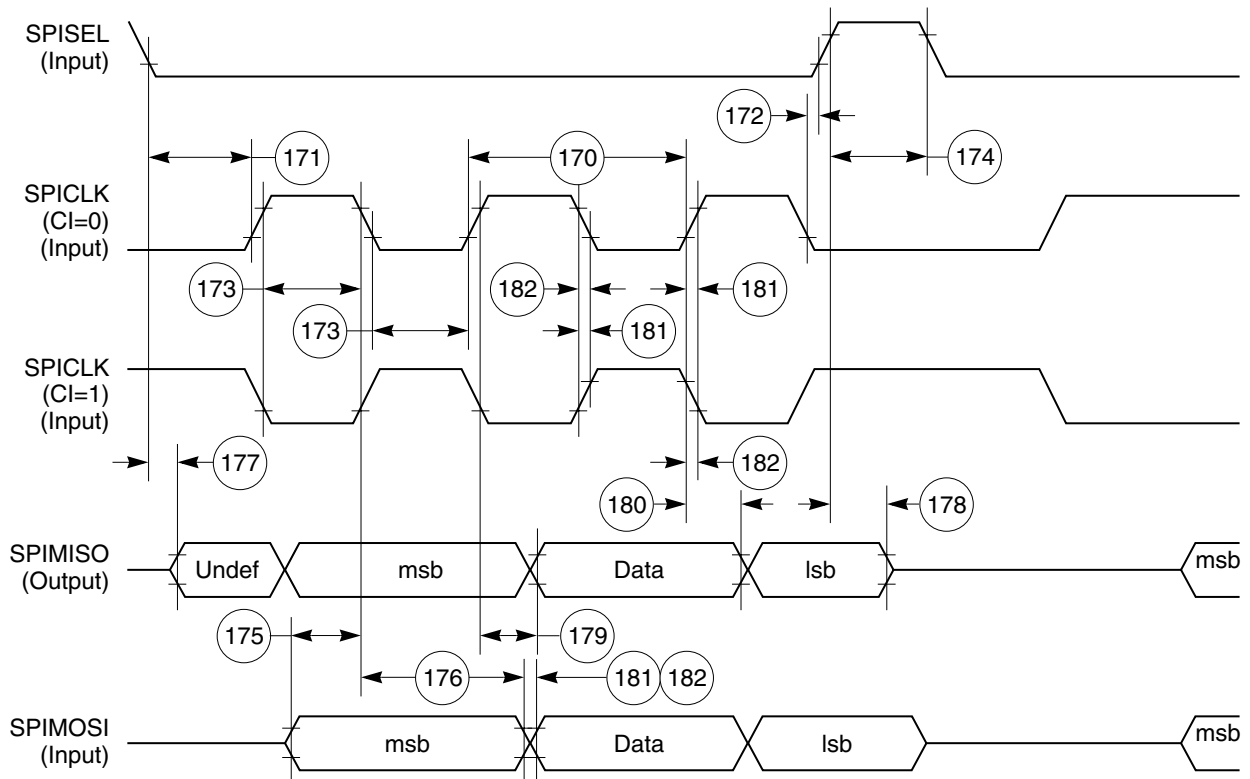 SPISEL
(Input)
172
171
170
174
SPICLK
(CI=0)
(Input)
173
182
181
173
181
SPICLK
(CI=1)
(Input)
177
182
180
178
SPIMISO
(Output)
Undef
msb
Data
lsb
msb
175
179
176
181
182
SPIMOSI
(Input)
msb
Data
lsb
msb